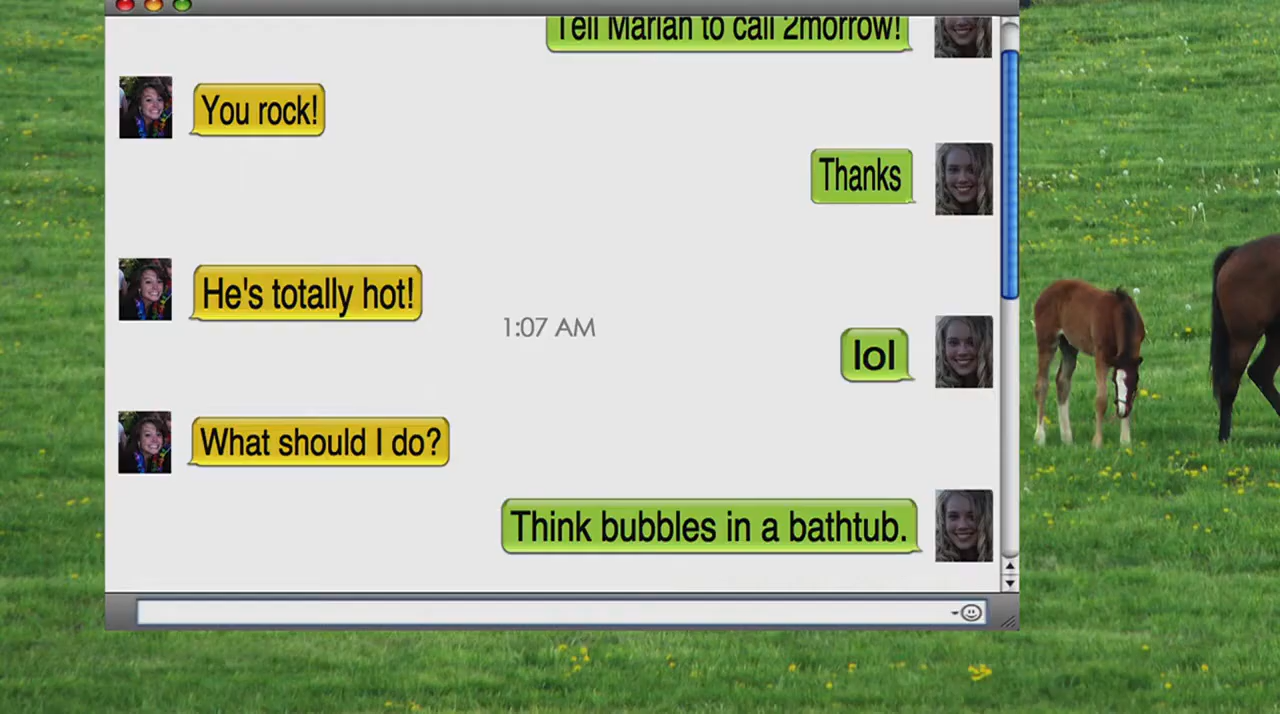 Tell Marian to call 2morrow!
You rock!
Thanks
He's totally hot!
1:07 AM
lol
What should I do?
Think bubbles in a bathtub.